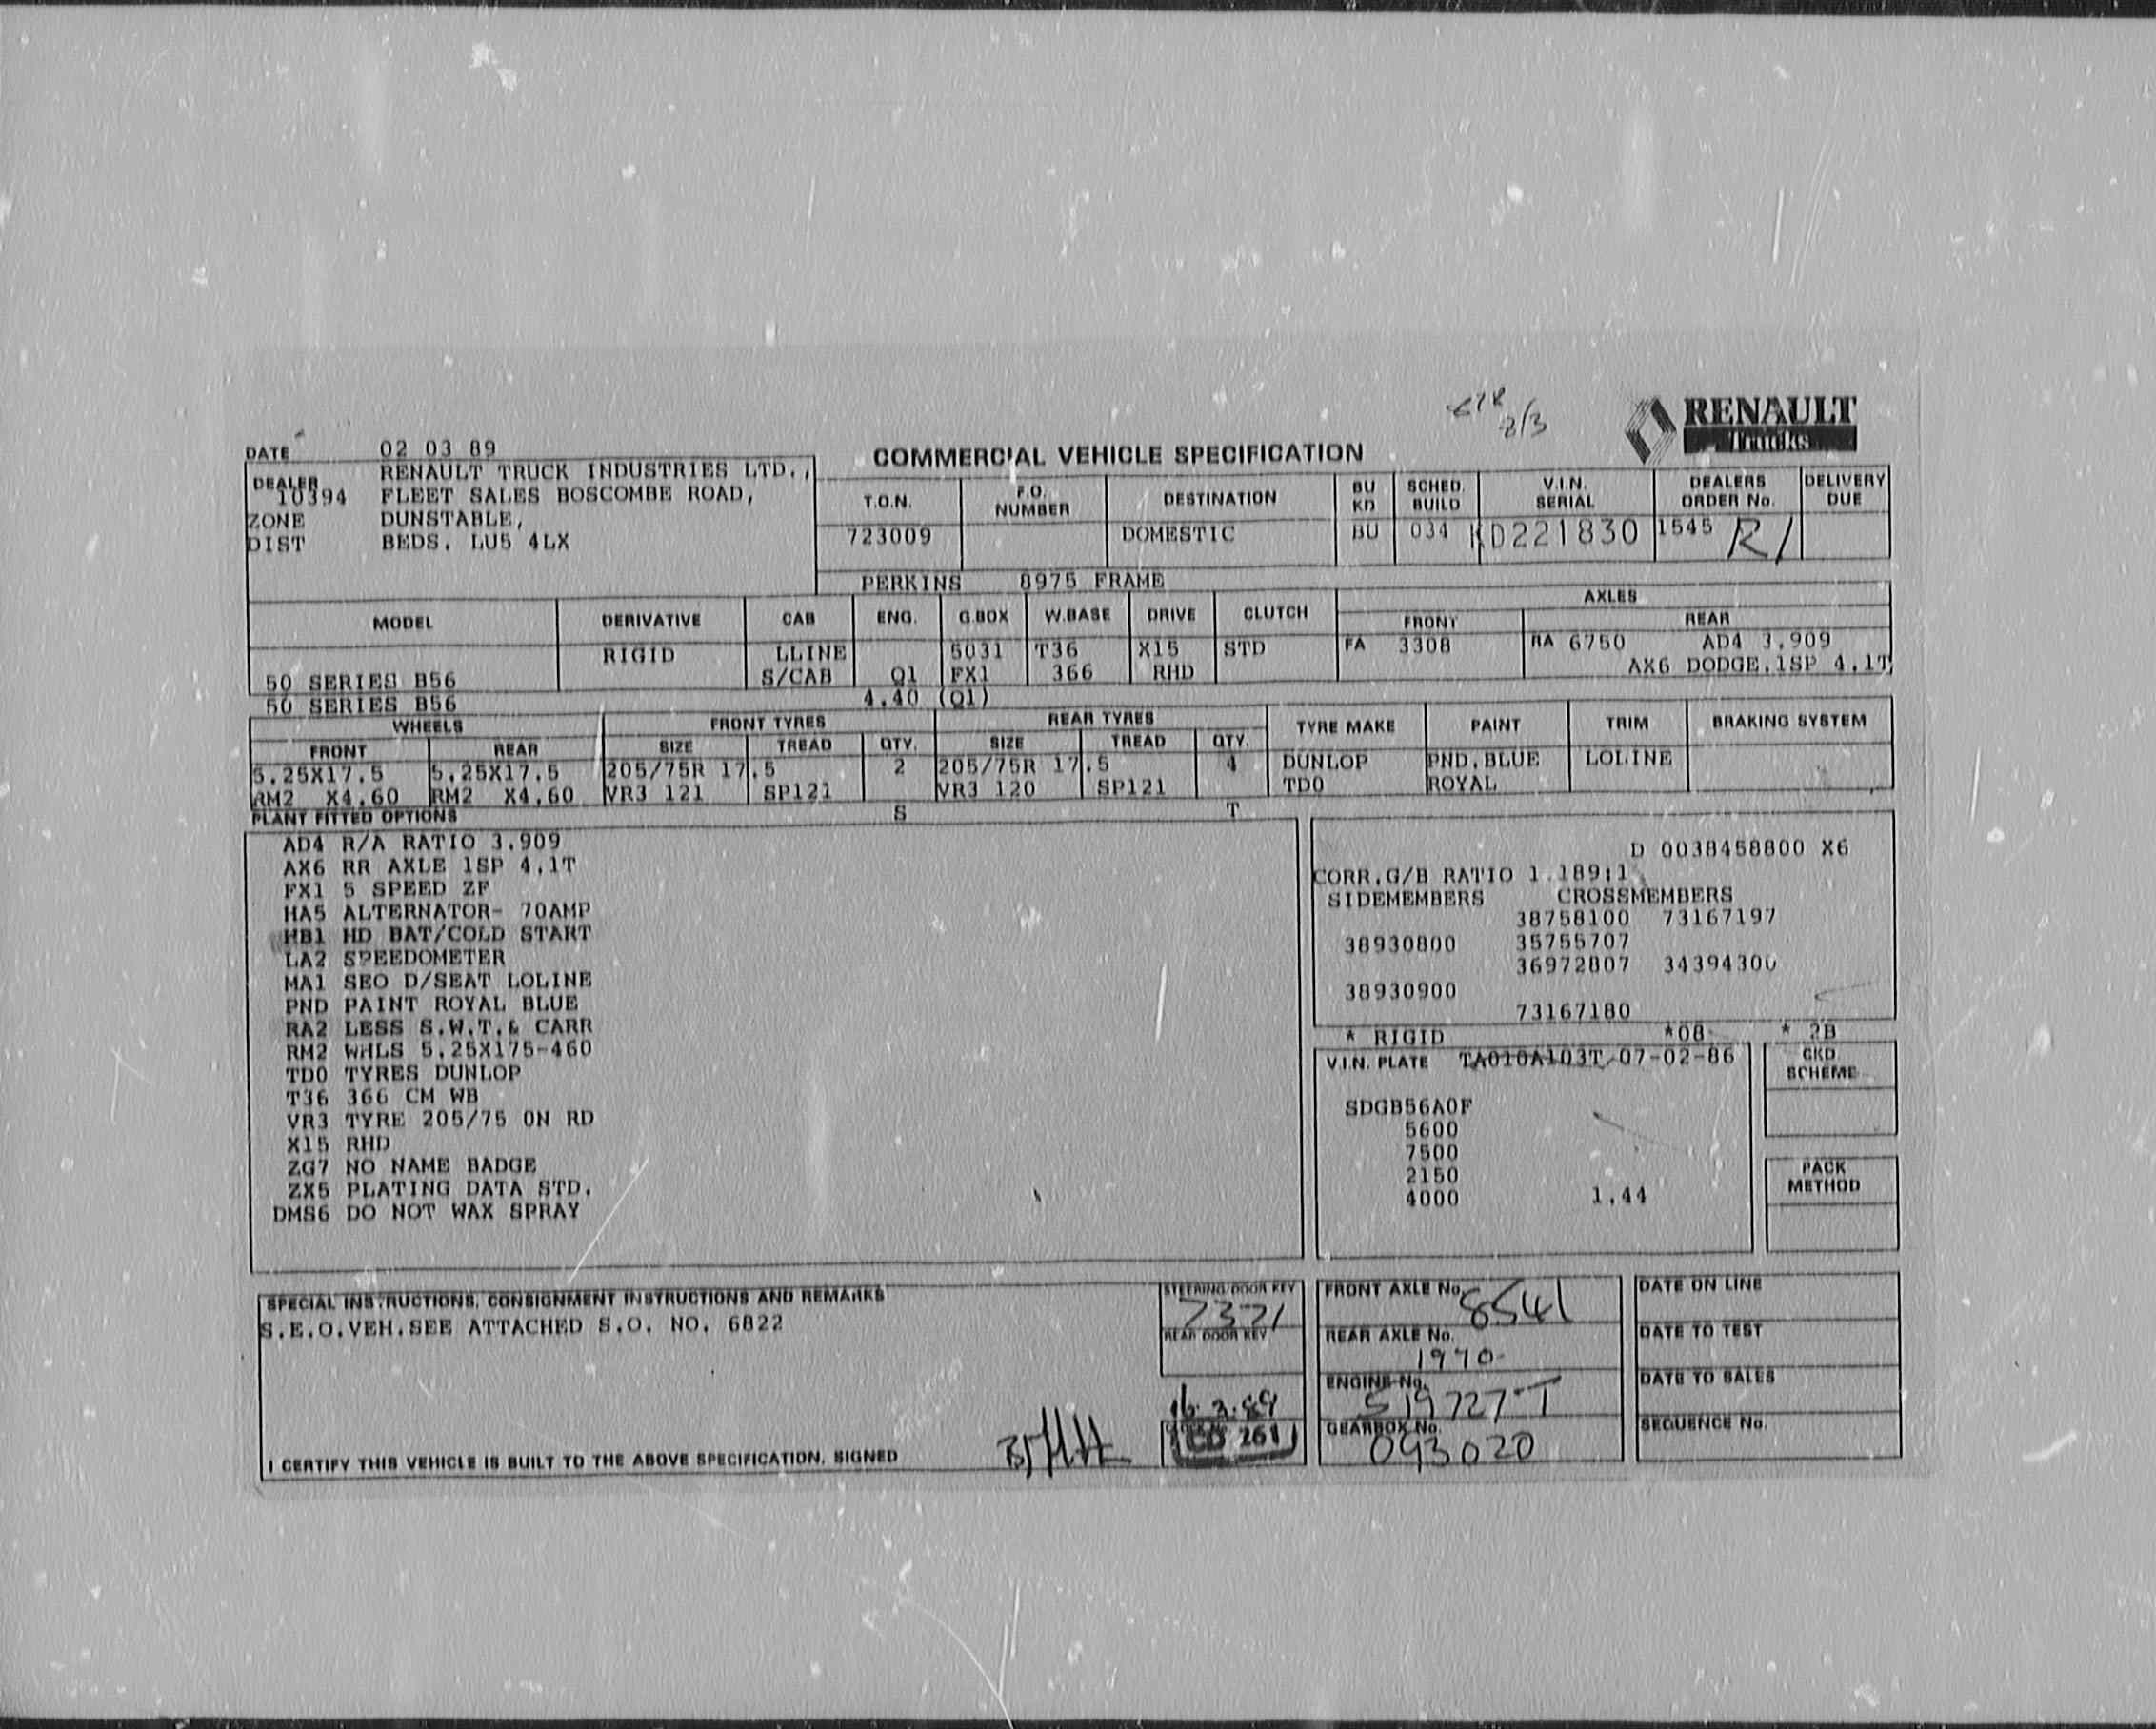 RENAULT
Trucks
2/3
DATE 02 03 89
COMMERCIAL VEHICLE SPECIFICATION
DEALER 10394 RENAULT TRUCK INDUSTRIES LTD.,
FLEET SALES BOSCOMBE ROAD,
ZONE DUNSTABLE,
DIST BEDS. LU5 4LX
T.O.N. F.O. NUMBER DESTINATION BU KD SCHED. BUILD V.I.N. SERIAL DEALERS ORDER No. DELIVERY DUE
723009 DOMESTIC BU 034 KD221830 1545 R1
PERKINS 8975 FRAME
MODEL DERIVATIVE CAB ENG. G.BOX W.BASE DRIVE CLUTCH AXLES
FRONT REAR
RIGID LLINE 5031 T36 X15 STD FA 3308 RA 6750 AD4 3.909
50 SERIES B56 S/CAB Q1 FX1 366 RHD AX6 DODGE.1SP 4.1T
50 SERIES B56 4.40 (Q1)
WHEELS FRONT TYRES REAR TYRES TYRE MAKE PAINT TRIM BRAKING SYSTEM
FRONT REAR SIZE TREAD QTY. SIZE TREAD QTY.
5.25X17.5 5.25X17.5 205/75R 17.5 2 205/75R 17.5 4 DUNLOP PND.BLUE LOLINE
RM2 X4.60 RM2 X4.60 VR3 121 SP121 VR3 120 SP121 TD0 ROYAL
PLANT FITTED OPTIONS S T
AD4 R/A RATIO 3.909
AX6 RR AXLE 1SP 4.1T
FX1 5 SPEED ZF
HA5 ALTERNATOR- 70AMP
HB1 HD BAT/COLD START
LA2 SPEEDOMETER
MA1 SEO D/SEAT LOLINE
PND PAINT ROYAL BLUE
RA2 LESS S.W.T.& CARR
RM2 WHLS 5.25X175-460
TD0 TYRES DUNLOP
T36 366 CM WB
VR3 TYRE 205/75 ON RD
X15 RHD
ZG7 NO NAME BADGE
ZX5 PLATING DATA STD.
DMS6 DO NOT WAX SPRAY
D 0038458800 X6
CORR.G/B RATIO 1.189:1
SIDEMEMBERS CROSSMEMBERS
38758100 73167197
38930800 35755707
36972807 34394300
38930900
73167180
* RIGID *08 * 2B
V.I.N. PLATE TA010A103T 07-02-86
CKD SCHEME
SDGB56A0F
5600
7500
2150
4000 1.44
PACK METHOD
SPECIAL INSTRUCTIONS, CONSIGNMENT INSTRUCTIONS AND REMARKS
S.E.O.VEH.SEE ATTACHED S.O. NO. 6822
STEERING/DOOR KEY
7371
REAR DOOR KEY
16.3.89
CD 261
I CERTIFY THIS VEHICLE IS BUILT TO THE ABOVE SPECIFICATION. SIGNED
FRONT AXLE No. 8541
REAR AXLE No.
1970
ENGINE No.
519727T
GEARBOX No.
093020
DATE ON LINE
DATE TO TEST
DATE TO SALES
SEQUENCE No.